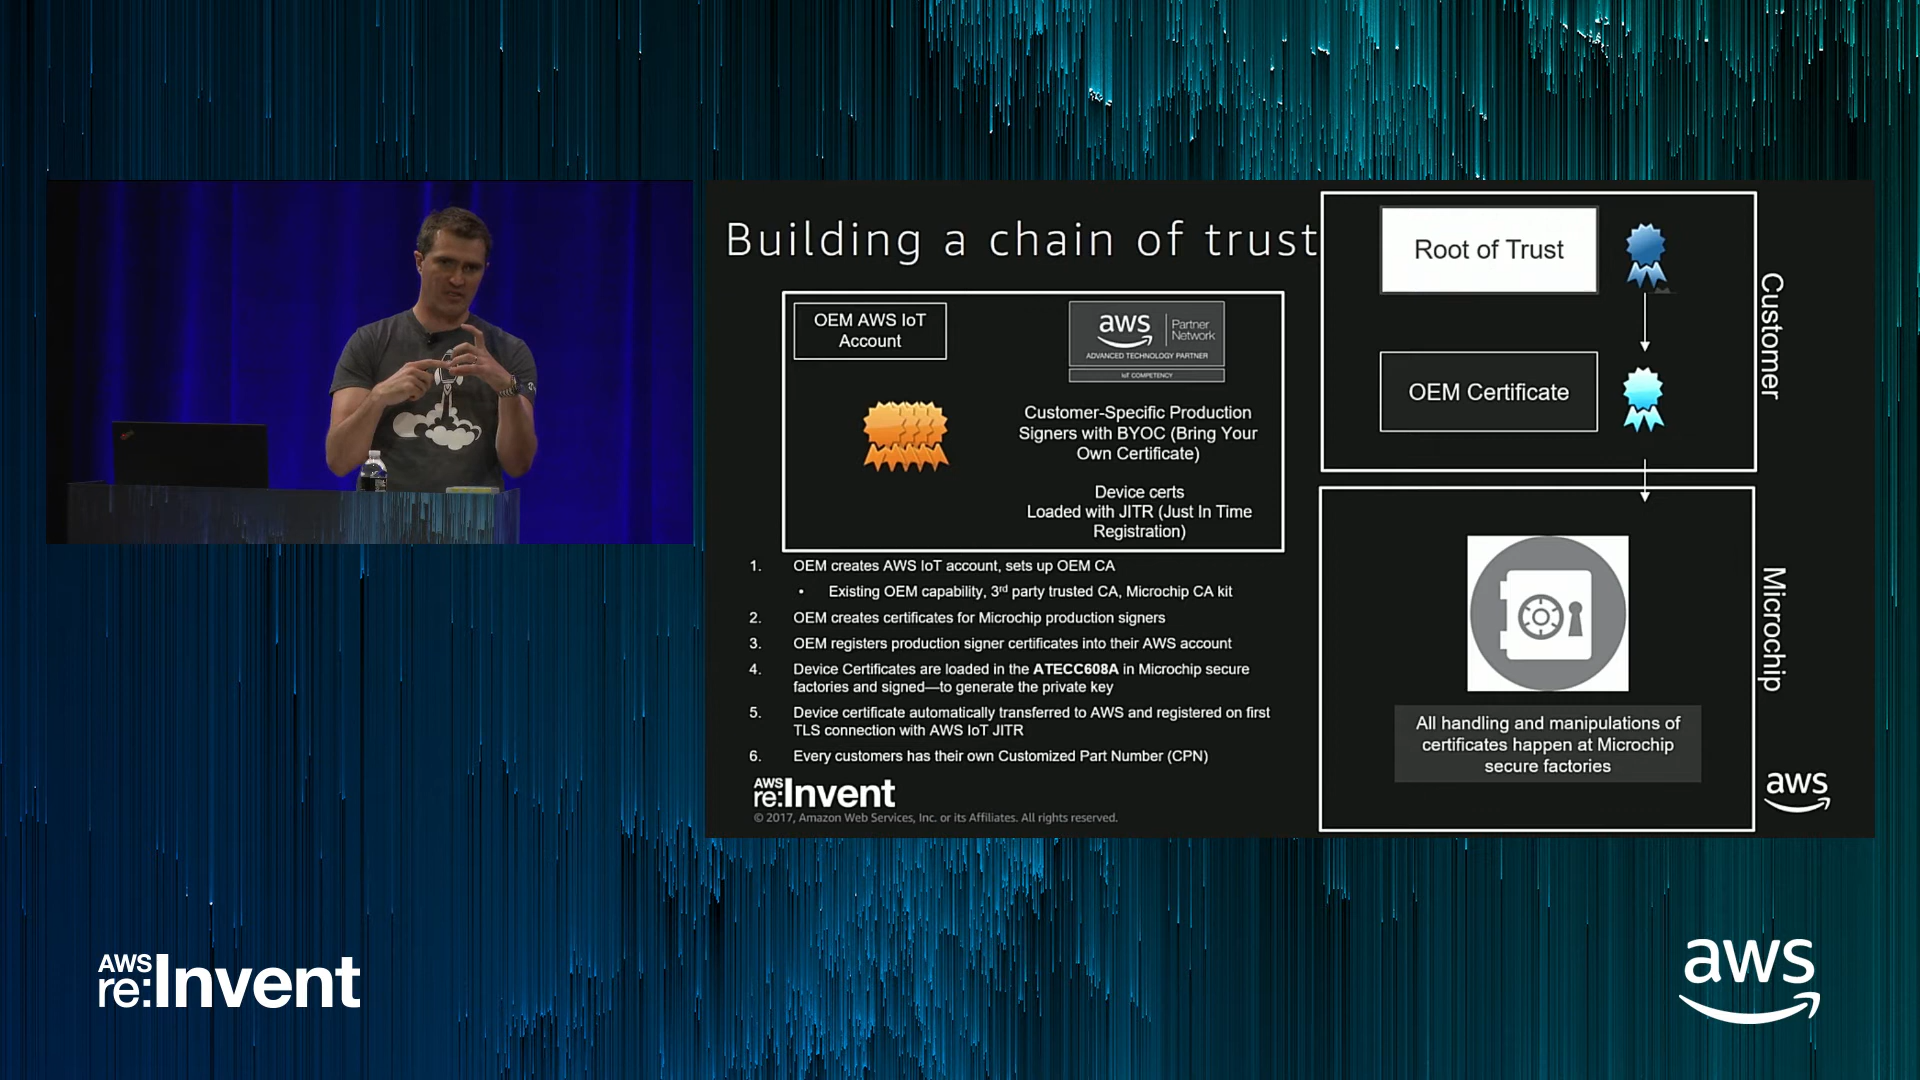 Building a chain of trust
OEM AWS IoT
Account
aws
Partner
Network
ADVANCED TECHNOLOGY PARTNER
IoT COMPETENCY
Customer-Specific Production
Signers with BYOC (Bring Your
Own Certificate)
Device certs
Loaded with JITR (Just In Time
Registration)
1. OEM creates AWS IoT account, sets up OEM CA
• Existing OEM capability, 3rd party trusted CA, Microchip CA kit
2. OEM creates certificates for Microchip production signers
3. OEM registers production signer certificates into their AWS account
4. Device Certificates are loaded in the ATECC608A in Microchip secure
factories and signed—to generate the private key
5. Device certificate automatically transferred to AWS and registered on first
TLS connection with AWS IoT JITR
6. Every customers has their own Customized Part Number (CPN)
AWS
re:Invent
© 2017, Amazon Web Services, Inc. or its Affiliates. All rights reserved.
Root of Trust
OEM Certificate
Customer
Microchip
All handling and manipulations of
certificates happen at Microchip
secure factories
aws
AWS
re:Invent
aws